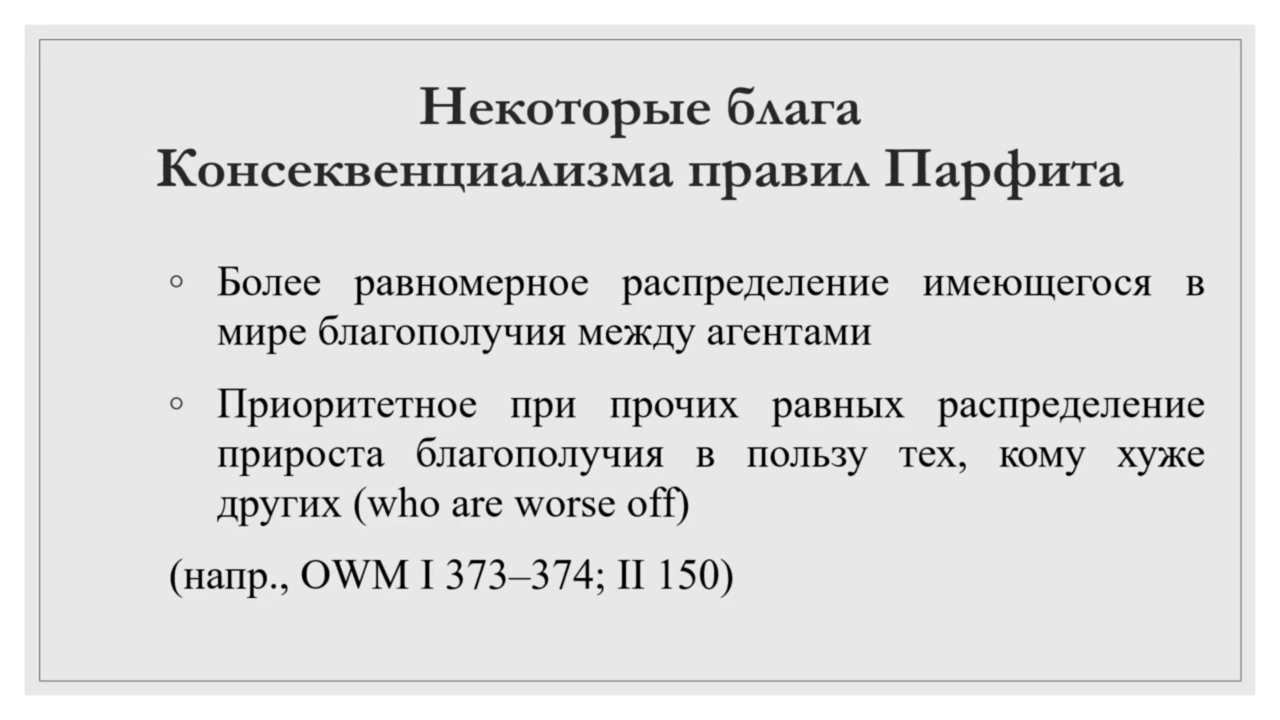 Некоторые блага
Консеквенциализма правил Парфита
◦ Более равномерное распределение имеющегося в
мире благополучия между агентами
◦ Приоритетное при прочих равных распределение
прироста благополучия в пользу тех, кому хуже
других (who are worse off)
(напр., OWM I 373–374; II 150)